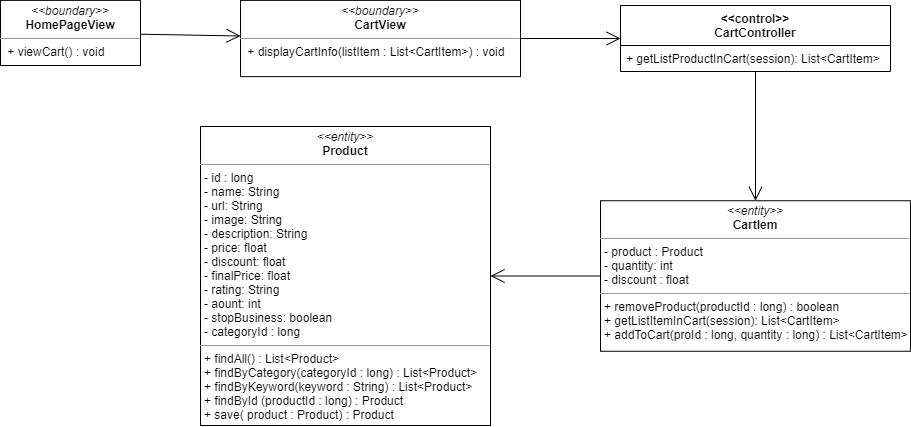 <<boundary>>
HomePageView
+ viewCart() : void
<<boundary>>
CartView
+ displayCartInfo(listItem : List<CartItem>) : void
<<control>>
CartController
+ getListProductInCart(session): List<CartItem>
<<entity>>
Product
- id : long
- name: String
- url: String
- image: String
- description: String
- price: float
- discount: float
- finalPrice: float
- rating: String
- aount: int
- stopBusiness: boolean
- categoryId : long
+ findAll() : List<Product>
+ findByCategory(categoryId : long) : List<Product>
+ findByKeyword(keyword : String) : List<Product>
+ findById (productId : long) : Product
+ save( product : Product) : Product
<<entity>>
CartIem
- product : Product
- quantity: int
- discount : float
+ removeProduct(productId : long) : boolean
+ getListItemInCart(session): List<CartItem>
+ addToCart(proId : long, quantity : long) : List<CartItem>